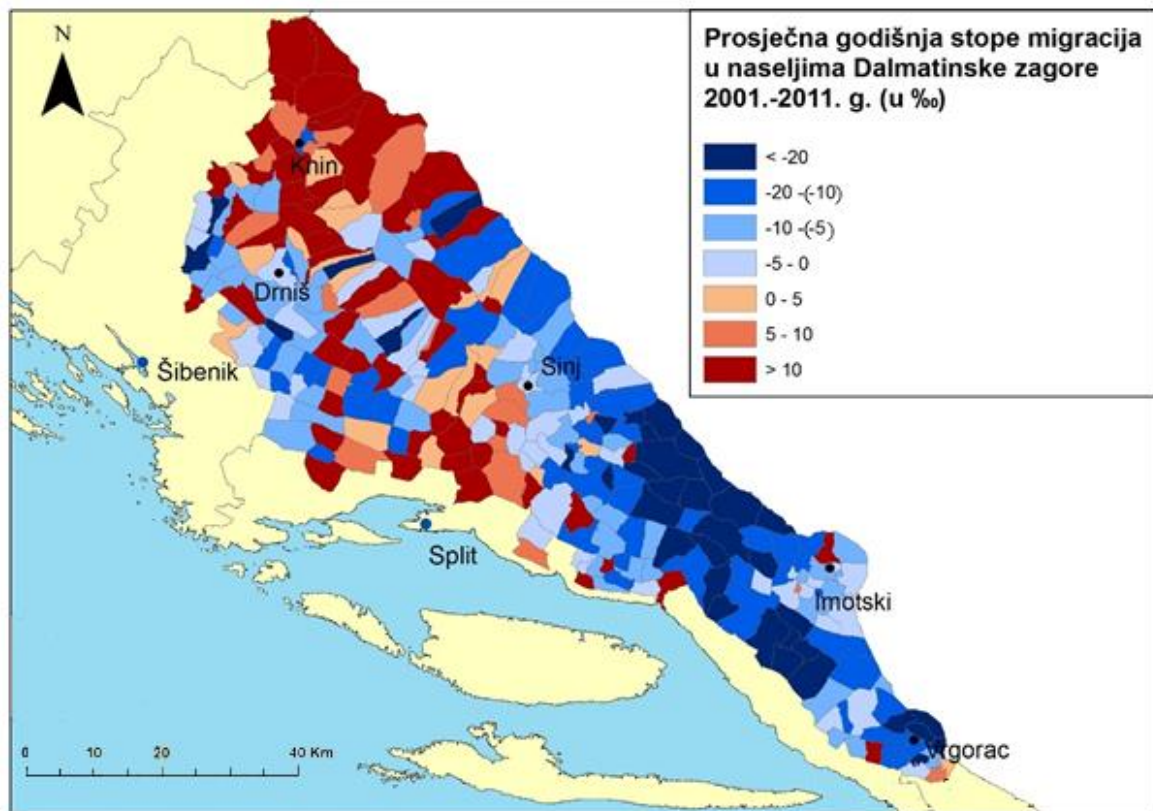 N
Prosječna godišnja stope migracija
u naseljima Dalmatinske zagore
2001.-2011. g. (u ‰)
< -20
-20 -(-10)
-10 -(-5)
-5 - 0
0 - 5
5 - 10
> 10
Knin
Drniš
Šibenik
Sinj
Split
Imotski
Vrgorac
0 10 20 40 Km